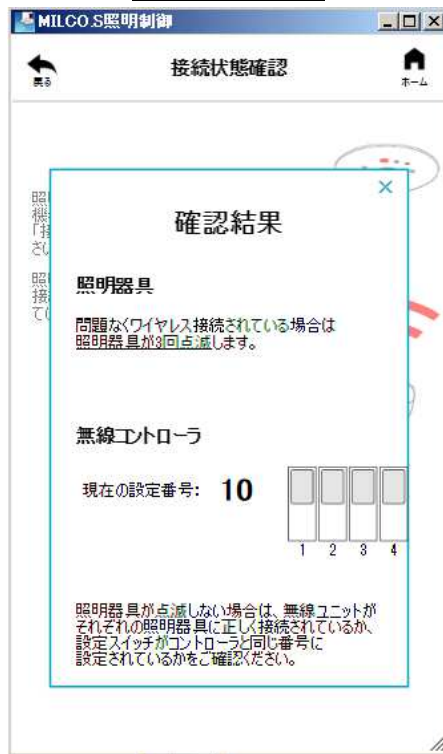 MILCO.S照明制御
戻る
接続状態確認
ホーム
照
機
「接
さい
照
接
て
確認結果
照明器具
問題なくワイヤレス接続されている場合は
照明器具が3回点滅します。
無線コントローラ
現在の設定番号: 10
1 2 3 4
照明器具が点滅しない場合は、無線ユニットが
それぞれの照明器具に正しく接続されているか、
設定スイッチがコントローラと同じ番号に
設定されているかをご確認ください。